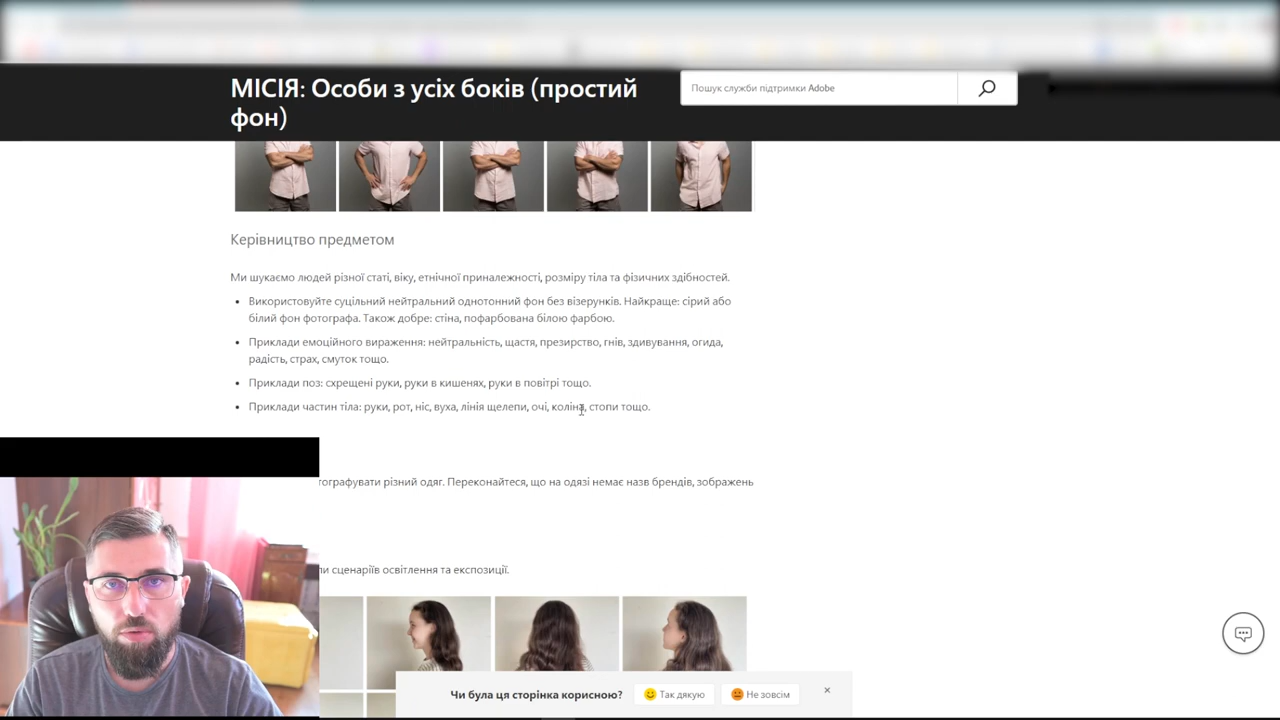 МІСІЯ: Особи з усіх боків (простий
фон)
Пошук служби підтримки Adobe
Керівництво предметом
Ми шукаємо людей різної статі, віку, етнічної приналежності, розміру тіла та фізичних здібностей.
• Використовуйте суцільний нейтральний однотонний фон без візерунків. Найкраще: сірий або
білий фон фотографа. Також добре: стіна, пофарбована білою фарбою.
• Приклади емоційного вираження: нейтральність, щастя, презирство, гнів, здивування, огида,
радість, страх, смуток тощо.
• Приклади поз: схрещені руки, руки в кишенях, руки в повітрі тощо.
• Приклади частин тіла: руки, рот, ніс, вуха, лінія щелепи, очі, коліна, стопи тощо.
тографувати різний одяг. Переконайтеся, що на одязі немає назв брендів, зображень
ли сценаріїв освітлення та експозиції.
Чи була ця сторінка корисною? Так дякую Не зовсім